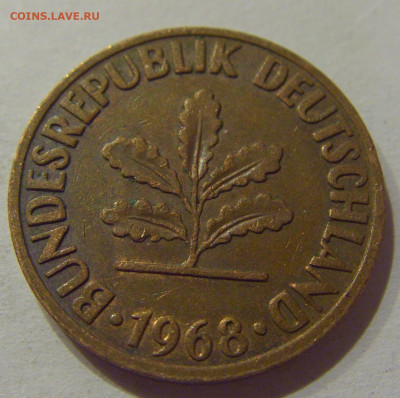 COINS.LAVE.RU
BUNDESREPUBLIK DEUTSCHLAND
· 1968 ·